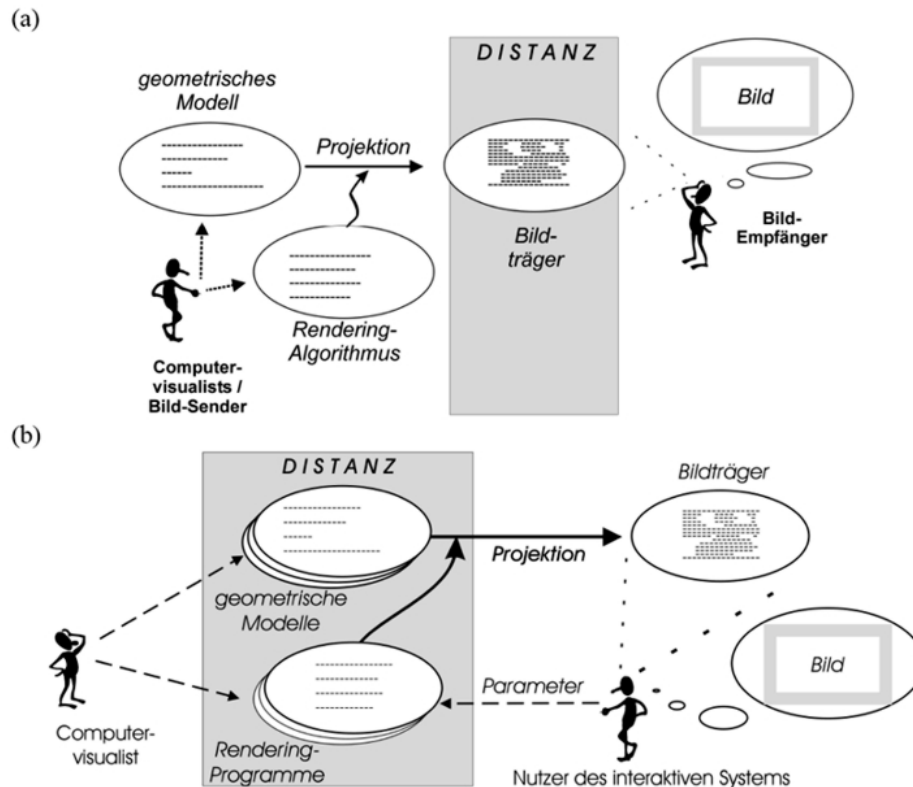 (a)
DISTANZ
geometrisches
Modell
Bild
Projektion
Bild-
träger
Bild-
Empfänger
Rendering-
Algorithmus
Computer-
visualists /
Bild-Sender
(b)
DISTANZ
Bildträger
Projektion
geometrische
Modelle
Bild
Parameter
Computer-
visualist
Rendering-
Programme
Nutzer des interaktiven Systems